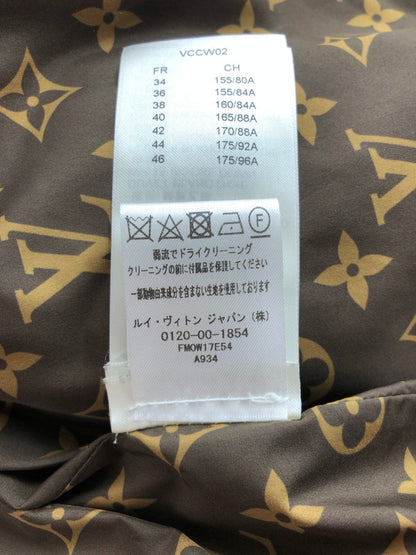 VCCW02
FR CH
34 155/80A
36 155/84A
38 160/84A
40 165/88A
42 170/88A
44 175/92A
46 175/96A
F
弱流でドライクリーニング
クリーニングの前に付属品を保護してください
一部動物由来成分を含まない生地を使用しております
ルイ・ヴィトン ジャパン (株)
0120-00-1854
FMOW17E54
A934